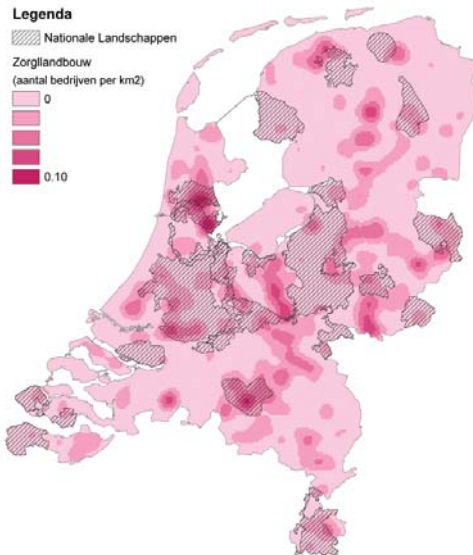 Legenda
Nationale Landschappen
Zorglandbouw
(aantal bedrijven per km2)
0
0.10